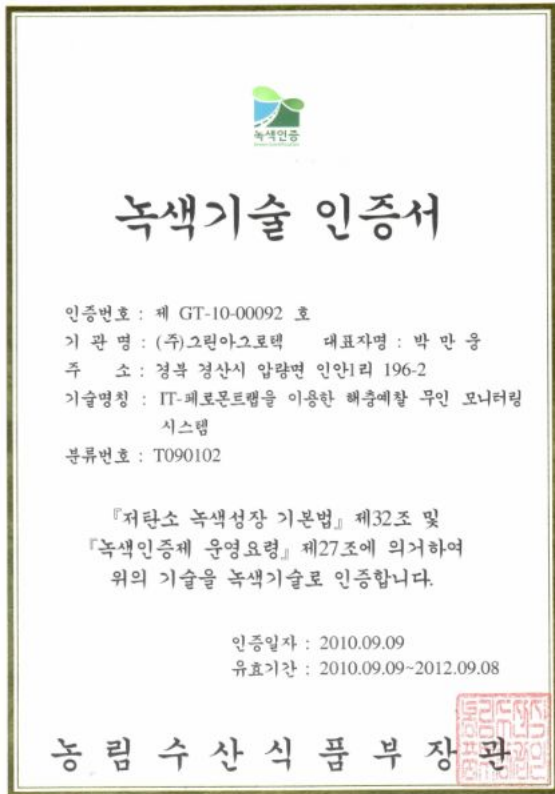 녹색인증
녹색기술 인증서
인증번호 : 제 GT-10-00092 호
기 관 명 : (주)그린아그로텍 대표자명 : 박 만 웅
주 소 : 경북 경산시 압량면 인안1리 196-2
기술명칭 : IT-페로몬트랩을 이용한 해충예찰 무인 모니터링
시스템
분류번호 : T090102
『저탄소 녹색성장 기본법』 제32조 및
『녹색인증제 운영요령』 제27조에 의거하여
위의 기술을 녹색기술로 인증합니다.
인증일자 : 2010.09.09
유효기간 : 2010.09.09~2012.09.08
농 림 수 산 식 품 부 장 관